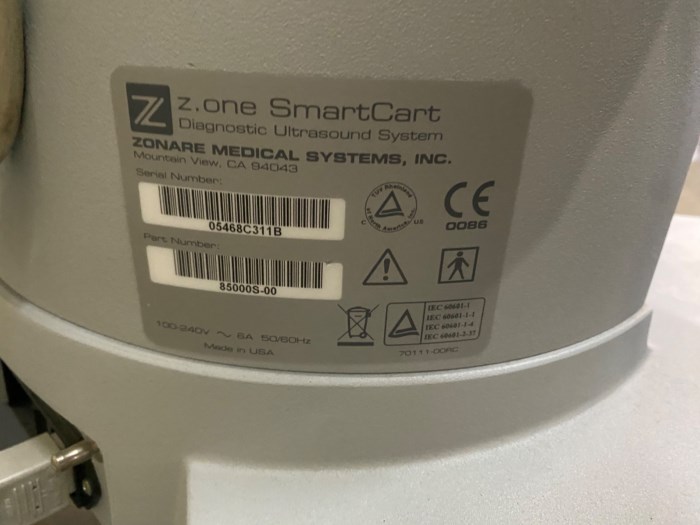 z.one SmartCart
Diagnostic Ultrasound System
ZONARE MEDICAL SYSTEMS, INC.
Mountain View, CA 94043
Serial Number:
05468C311B
Part Number:
85000S-00
C US
CE
0086
IEC 60601-1
IEC 60601-1-1
IEC 60601-1-4
IEC 60601-2-37
100-240V ~ 8A 50/60Hz
Made in USA
70111-00RC